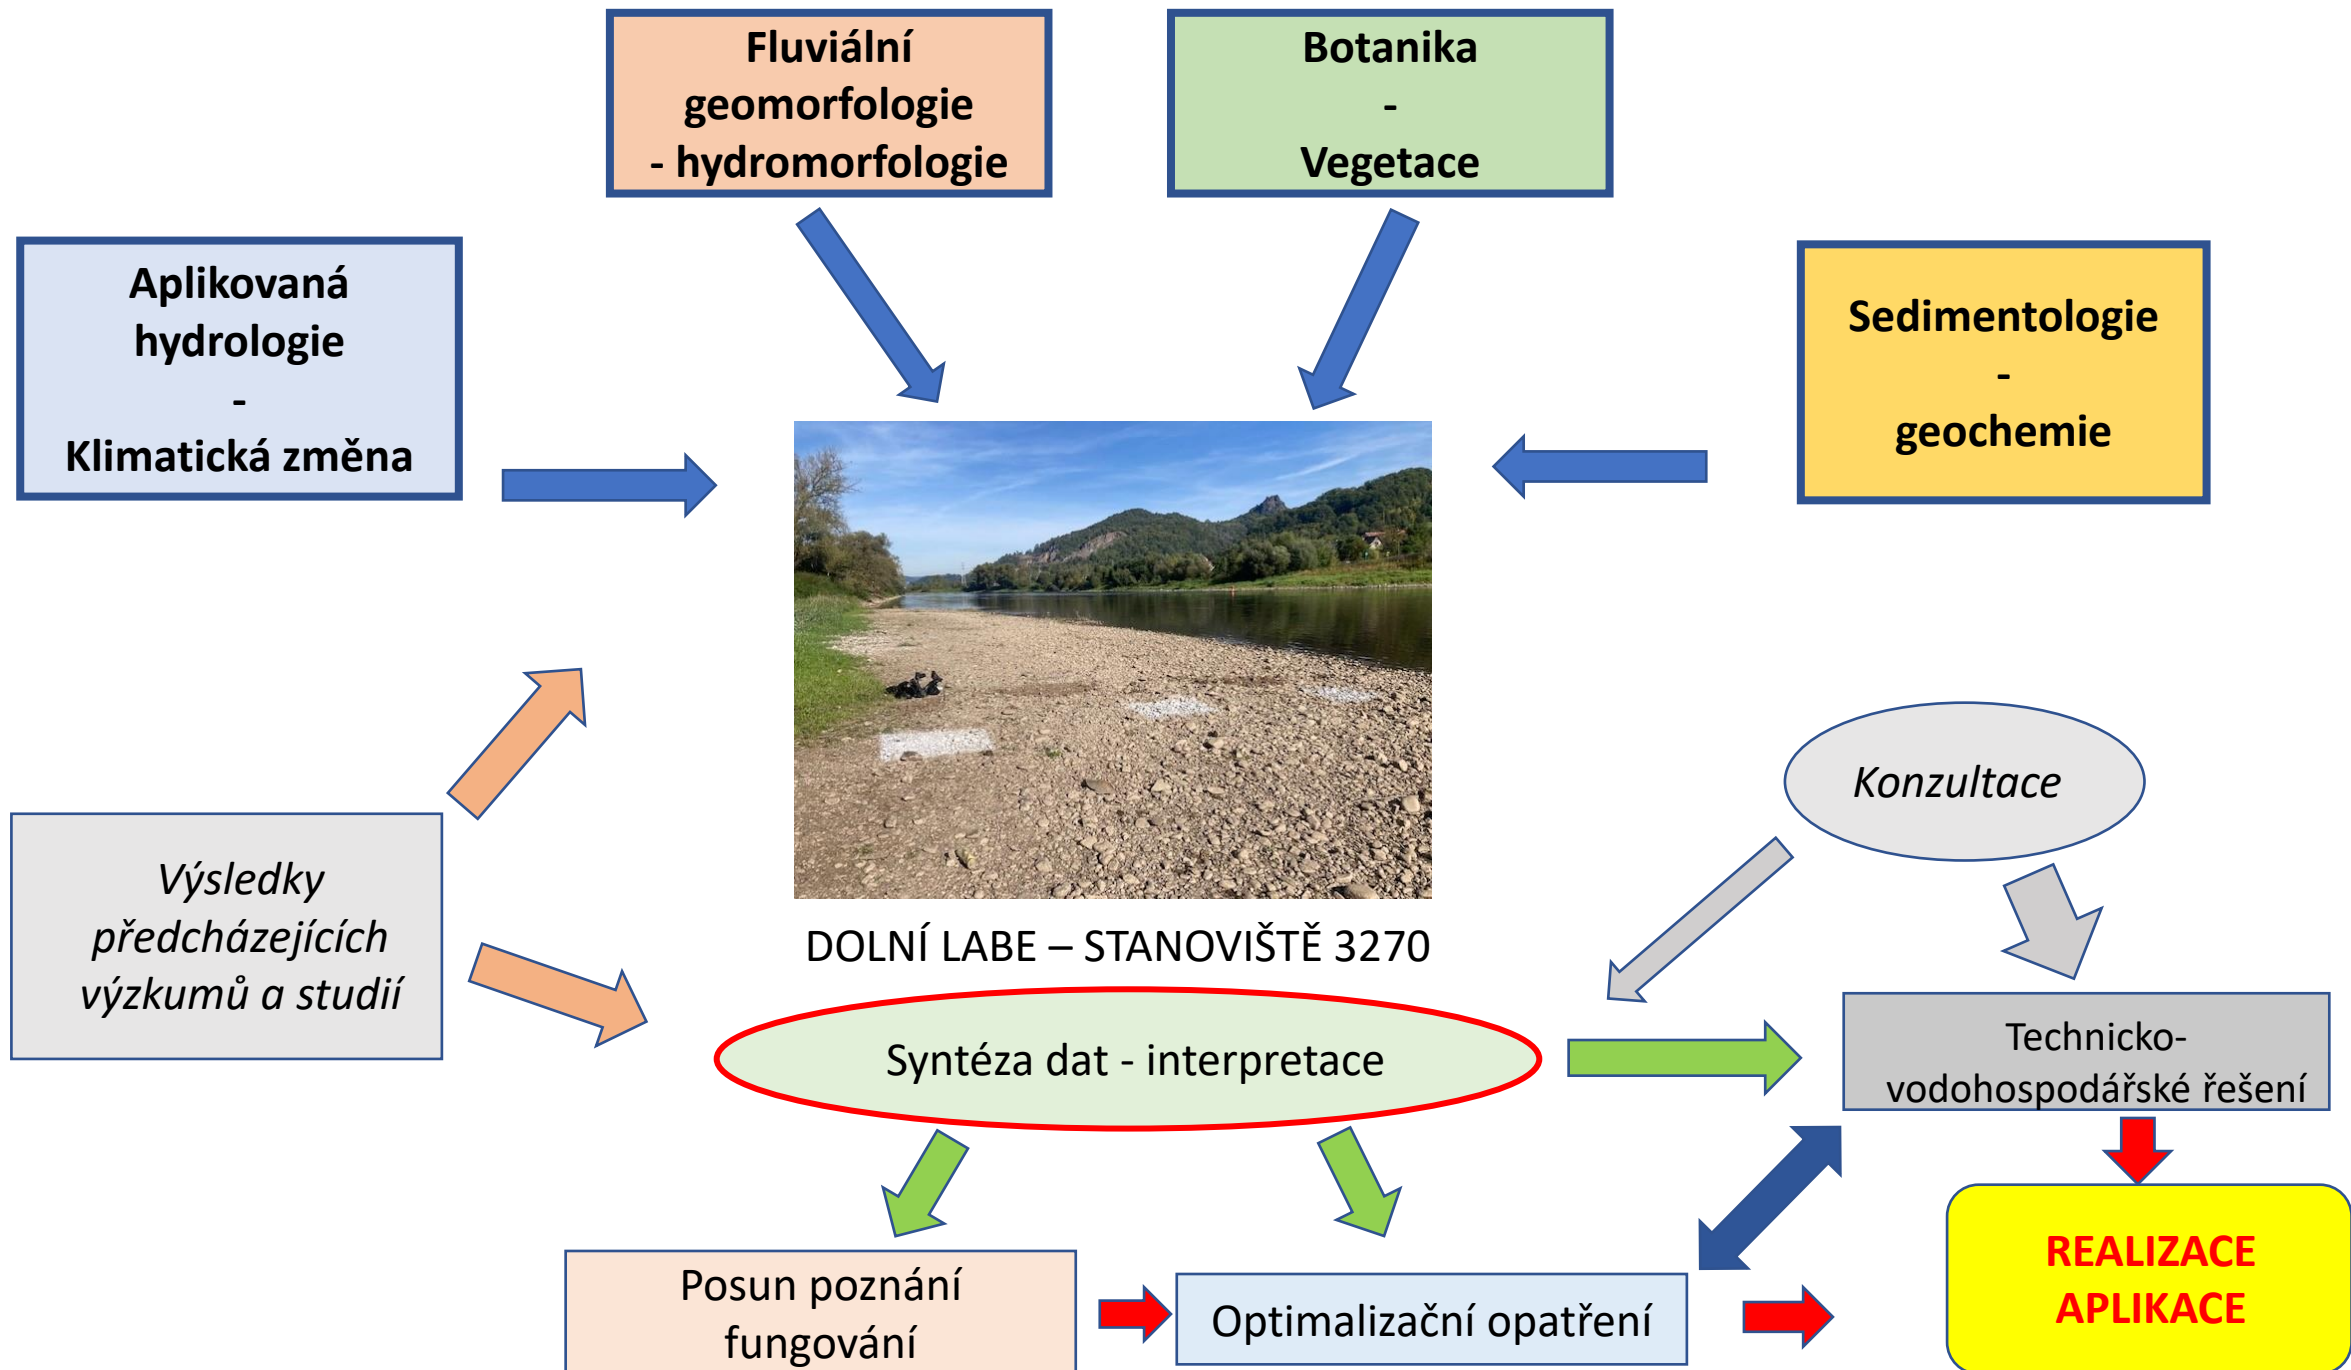 Fluviální
geomorfologie
- hydromorfologie
Botanika
-
Vegetace
Aplikovaná
hydrologie
-
Klimatická změna
Sedimentologie
-
geochemie
Konzultace
Výsledky
předcházejících
výzkumů a studií
DOLNÍ LABE – STANOVIŠTĚ 3270
Syntéza dat - interpretace
Technicko-
vodohospodářské řešení
Posun poznání
fungování
Optimalizační opatření
REALIZACE
APLIKACE